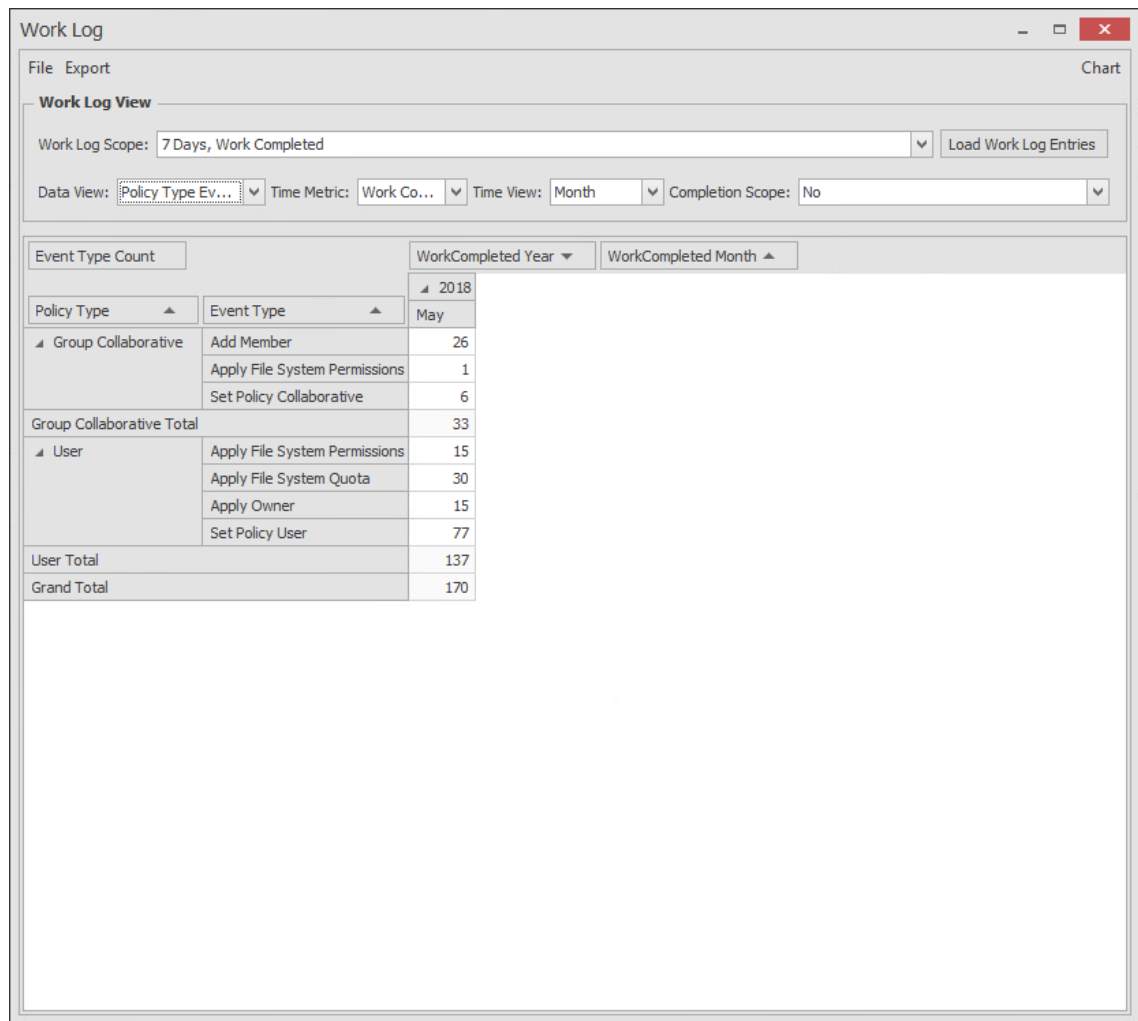 Work Log
File Export Chart
Work Log View
Work Log Scope: 7 Days, Work Completed Load Work Log Entries
Data View: Policy Type Ev... Time Metric: Work Co... Time View: Month Completion Scope: No
Event Type Count WorkCompleted Year WorkCompleted Month
2018
Policy Type Event Type May
Group Collaborative Add Member 26
Apply File System Permissions 1
Set Policy Collaborative 6
Group Collaborative Total 33
User Apply File System Permissions 15
Apply File System Quota 30
Apply Owner 15
Set Policy User 77
User Total 137
Grand Total 170